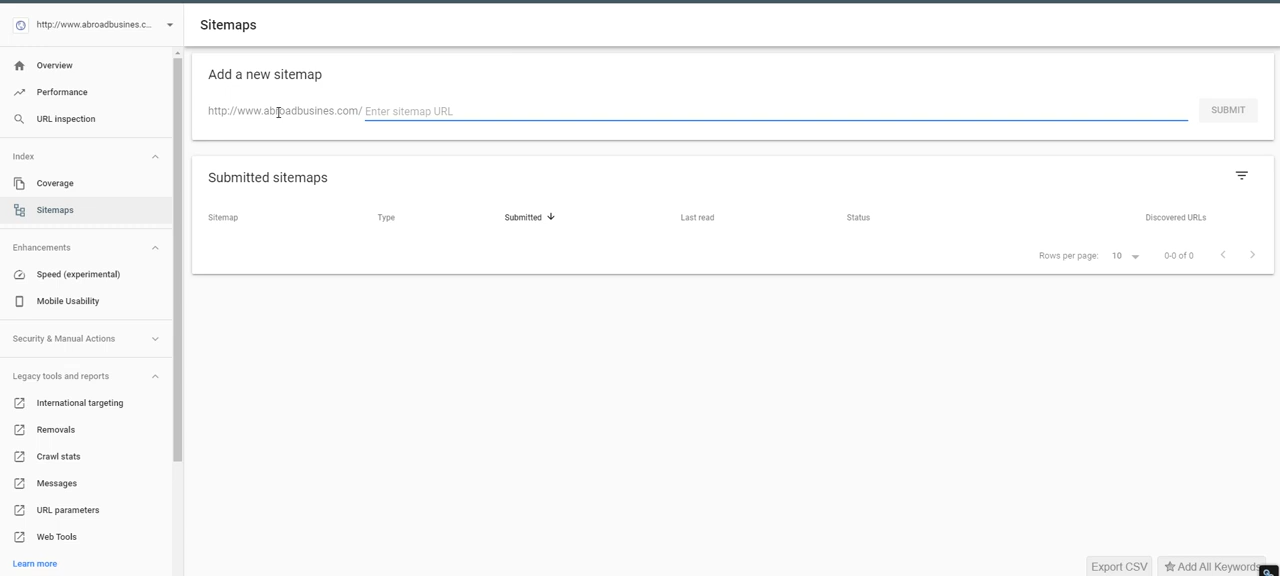 http://www.abroadbusines.c...
Sitemaps
Overview
Performance
URL inspection
Index
Coverage
Sitemaps
Enhancements
Speed (experimental)
Mobile Usability
Security & Manual Actions
Legacy tools and reports
International targeting
Removals
Crawl stats
Messages
URL parameters
Web Tools
Learn more
Add a new sitemap
http://www.abroadbusines.com/ Enter sitemap URL SUBMIT
Submitted sitemaps
Sitemap Type Submitted Last read Status Discovered URLs
Rows per page: 10 0-0 of 0
Export CSV Add All Keywords